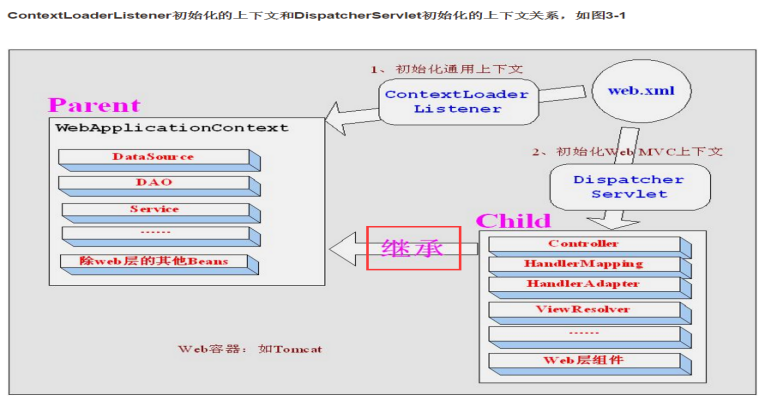 ContextLoaderListener初始化的上下文和DispatcherServlet初始化的上下文关系，如图3-1
1、初始化通用上下文
ContextLoader
Listener
web.xml
Parent
WebApplicationContext
DataSource
DAO
Service
······
除web层的其他Beans
2、初始化Web MVC上下文
Dispatcher
Servlet
Child
继承
Controller
HandlerMapping
HandlerAdapter
ViewResolver
······
Web层组件
Web容器：如Tomcat